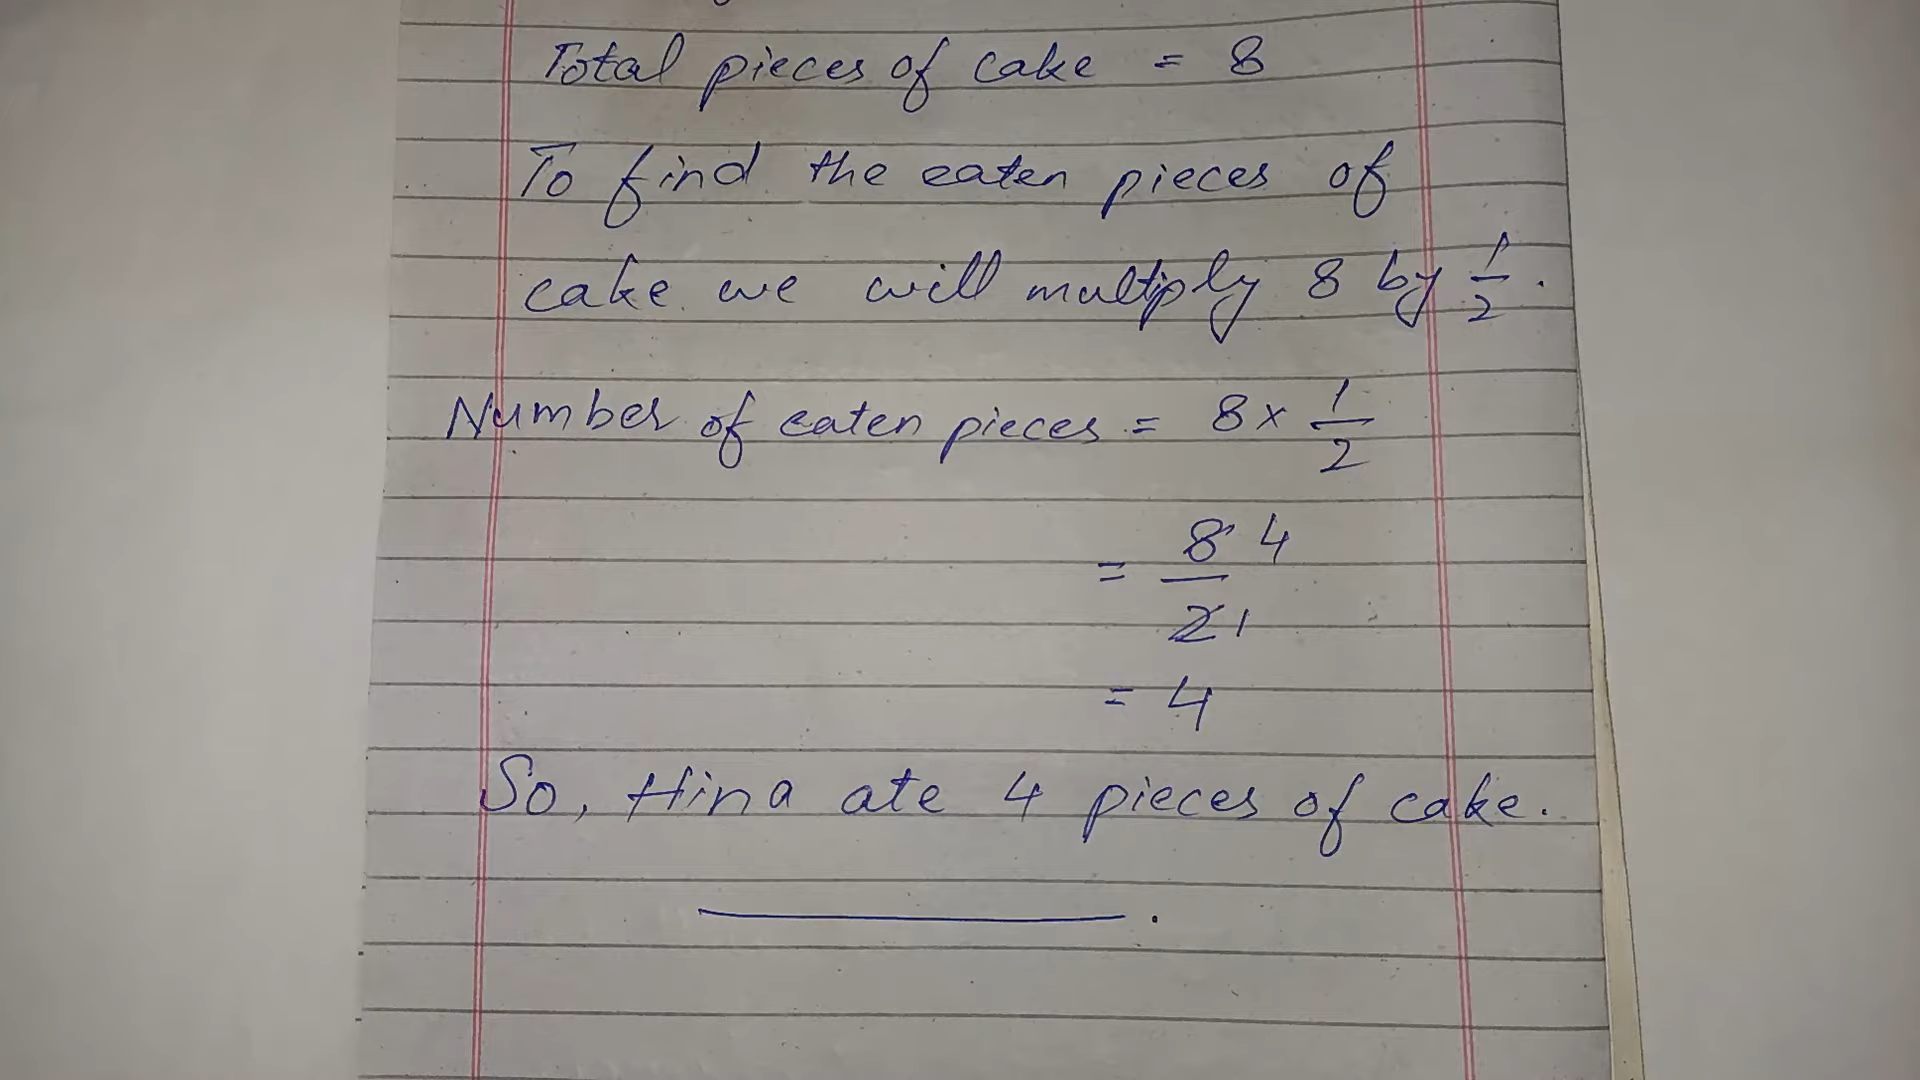 Total pieces of cake = 8
To find the eaten pieces of
cake we will multiply 8 by 1/2.
Number of eaten pieces = 8 × 1/2
= 8 4
2 1
= 4
So, Hina ate 4 pieces of cake.